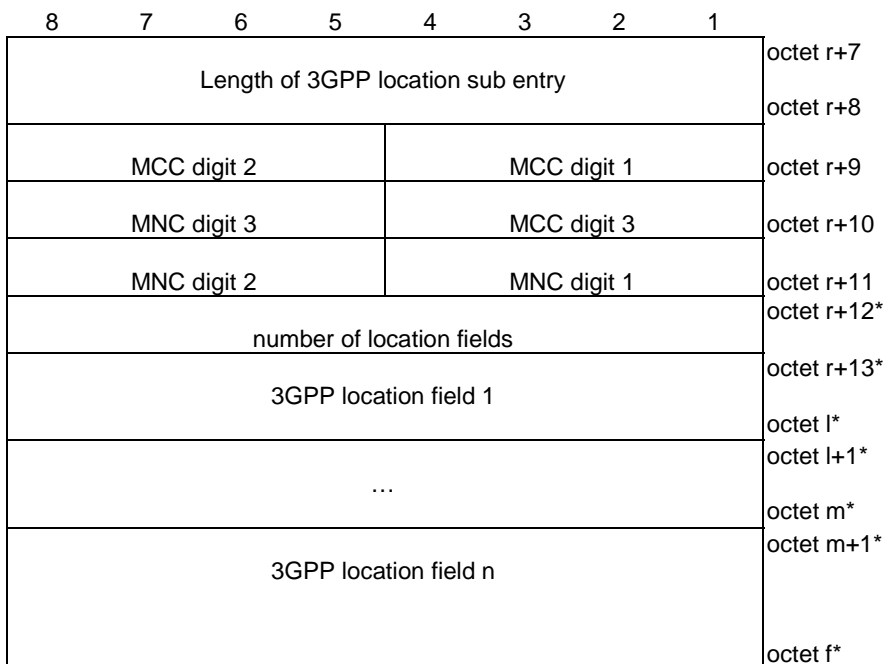 8 7 6 5 4 3 2 1
octet r+7
Length of 3GPP location sub entry
octet r+8
MCC digit 2 MCC digit 1 octet r+9
MNC digit 3 MCC digit 3 octet r+10
MNC digit 2 MNC digit 1 octet r+11
octet r+12*
number of location fields
octet r+13*
3GPP location field 1
octet l*
octet l+1*
…
octet m*
octet m+1*
3GPP location field n
octet f*